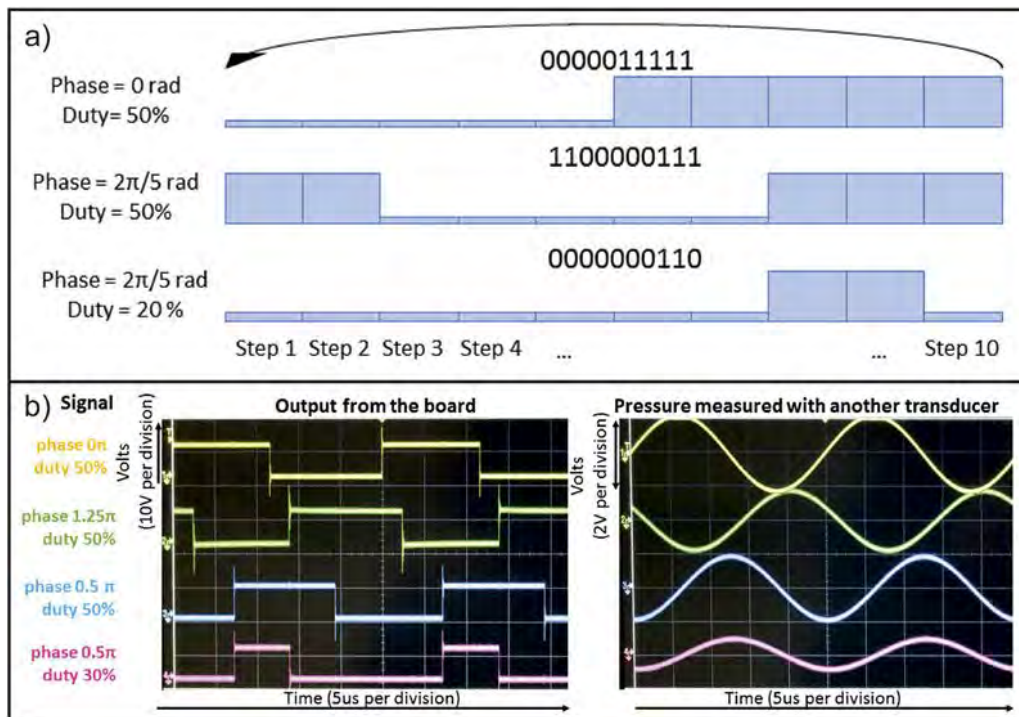 a)
0000011111
Phase = 0 rad
Duty= 50%
1100000111
Phase = 2π/5 rad
Duty = 50%
0000000110
Phase = 2π/5 rad
Duty = 20 %
Step 1 Step 2 Step 3 Step 4 ... ... Step 10
b)
Signal
Output from the board
Pressure measured with another transducer
phase 0π
duty 50%
phase 1.25π
duty 50%
phase 0.5 π
duty 50%
phase 0.5π
duty 30%
Volts
(10V per division)
Time (5us per division)
Volts
(2V per division)
Time (5us per division)